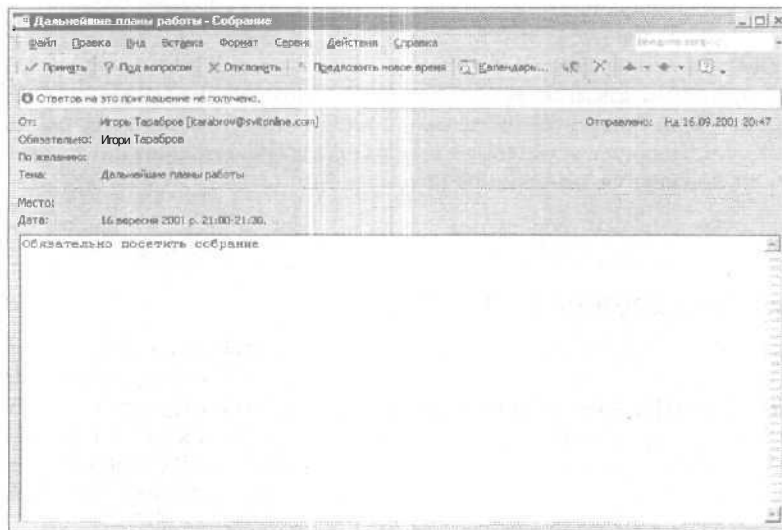 Дальнейшие планы работы - Собрание
Файл Правка Вид Вставка Формат Сервис Действия Справка
Принять Под вопросом Отклонить Предложить новое время Календарь...
Ответов на это приглашение не получено.
От: Игорь Тарабров [itarabrov@svitonline.com] Отправлено: Нд 16.09.2001 20:47
Обязательно: Игори Тарабров
По желанию:
Тема: Дальнейшие планы работы
Место:
Дата: 16 вересня 2001 р. 21:00-21:30.
Обязательно посетить собрание